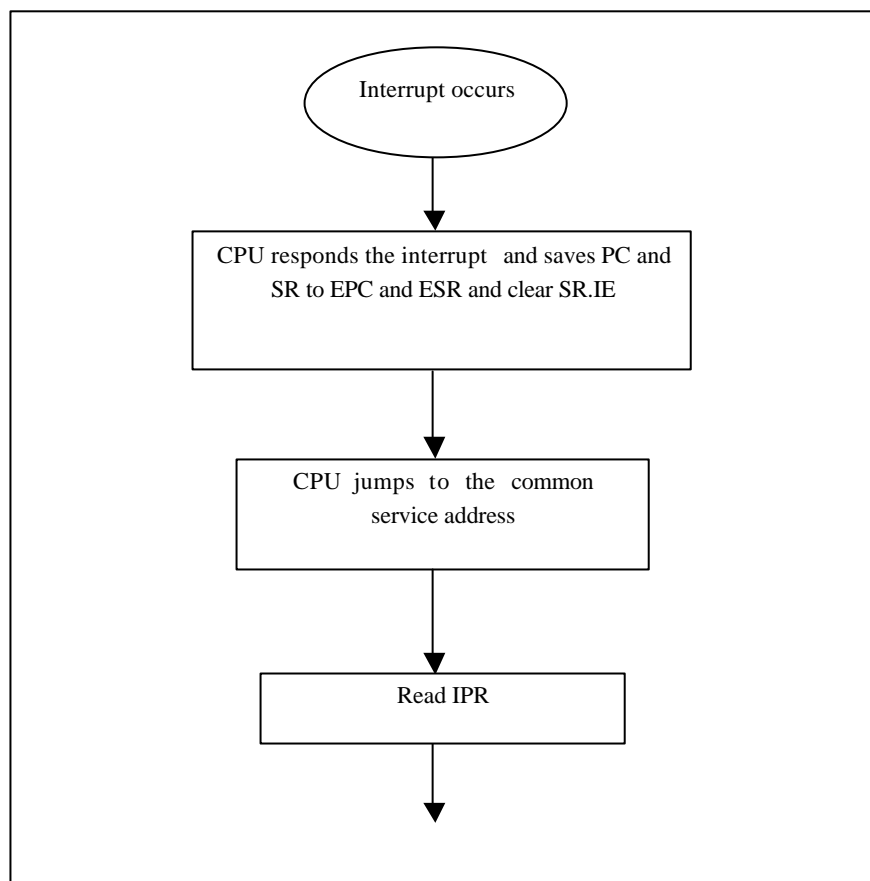 Interrupt occurs
CPU responds the interrupt and saves PC and
SR to EPC and ESR and clear SR.IE
CPU jumps to the common
service address
Read IPR